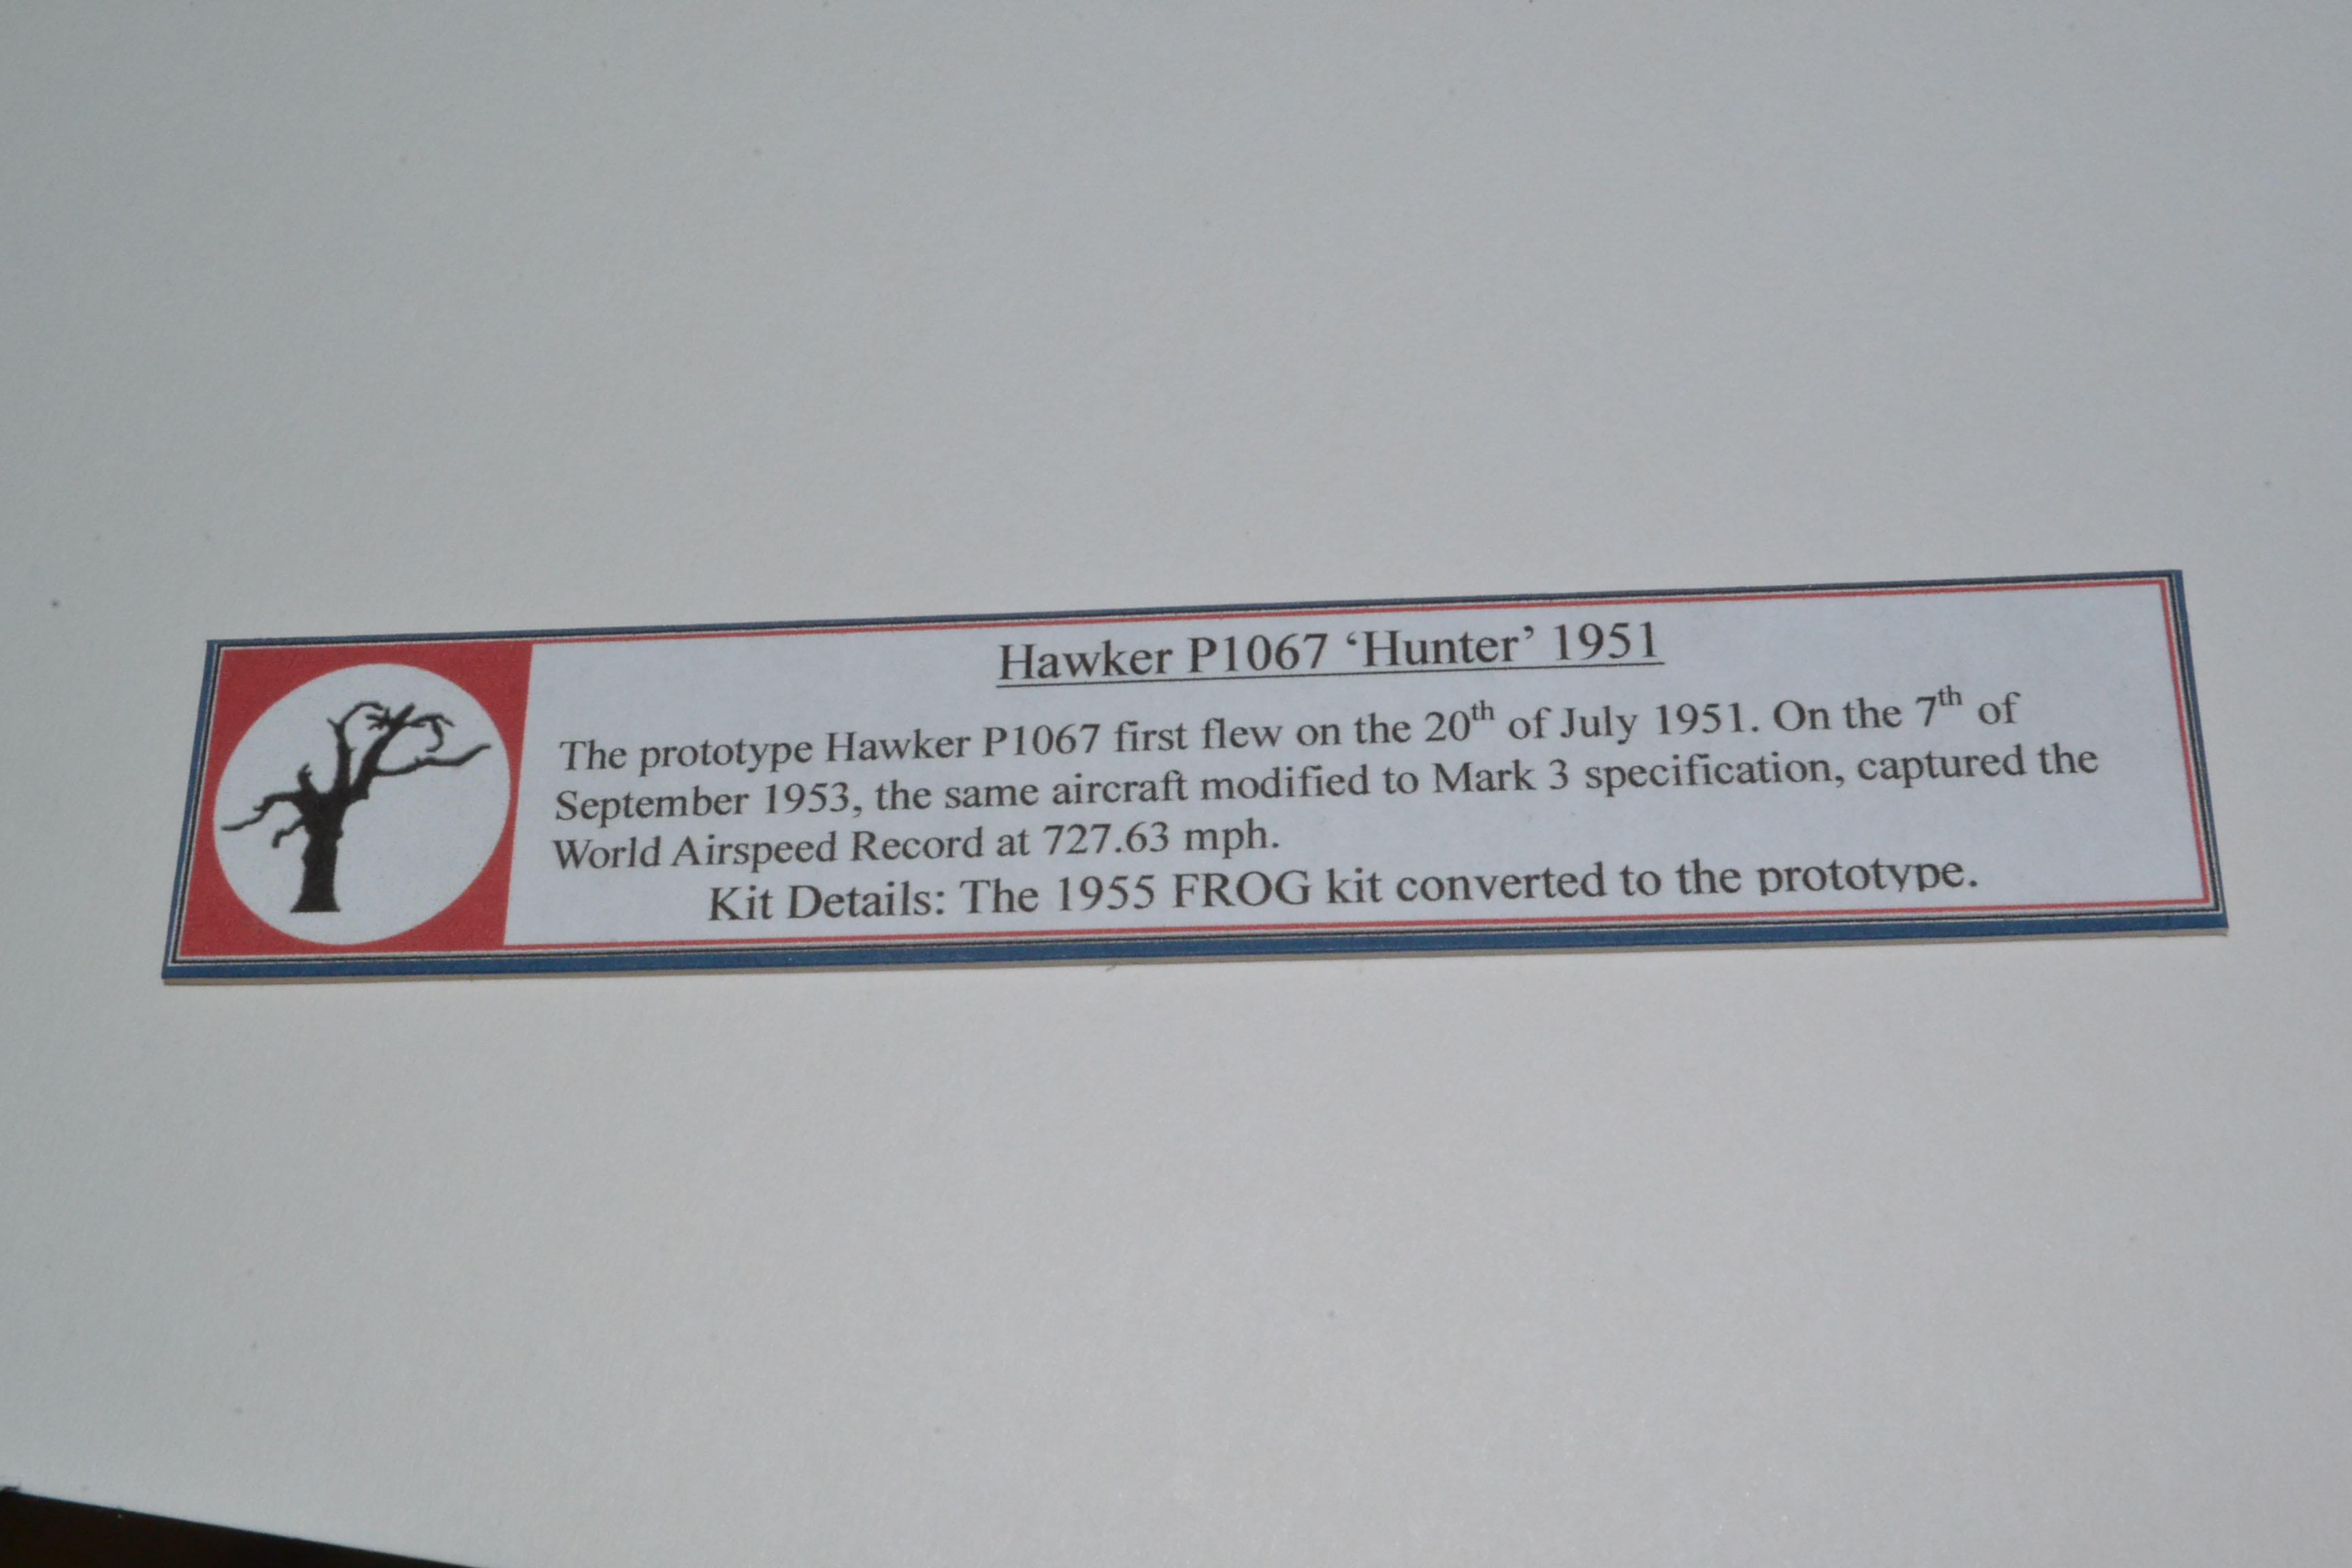 Hawker P1067 ‘Hunter’ 1951
The prototype Hawker P1067 first flew on the 20th of July 1951. On the 7th of
September 1953, the same aircraft modified to Mark 3 specification, captured the
World Airspeed Record at 727.63 mph.
Kit Details: The 1955 FROG kit converted to the prototype.